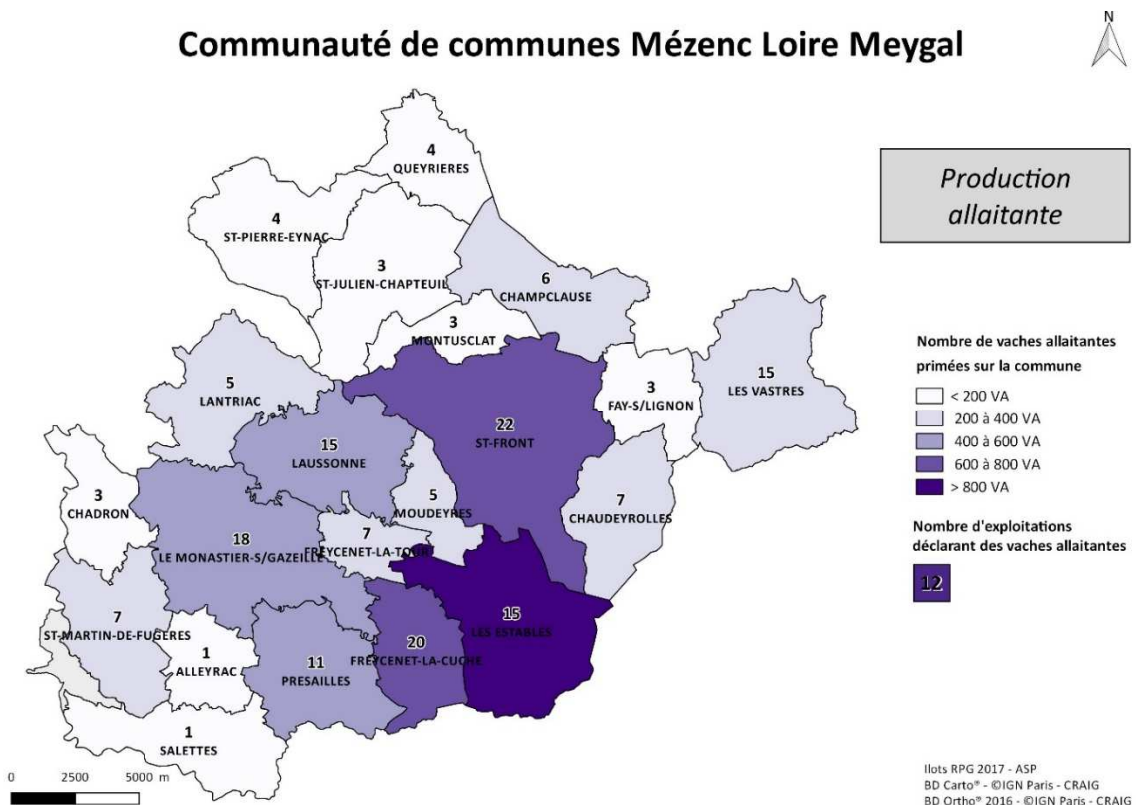 Communauté de communes Mézenc Loire Meygal
N
Production
allaitante
4
QUEYRIERES
4
ST-PIERRE-EYNAC
3
ST-JULIEN-CHAPTEUIL
6
CHAMPCLAUSE
3
MONTUSCLAT
15
LES VASTRES
3
FAY-S/LIGNON
5
LANTRIAC
22
ST-FRONT
15
LAUSSONNE
5
MOUDEYRES
7
CHAUDEYROLLES
3
CHADRON
18
LE MONASTIER-S/GAZEILLE
7
FREYCENET-LA-TOUR
7
ST-MARTIN-DE-FUGERES
15
LES ESTABLES
20
FREYCENET-LA-CUCHE
1
ALLEYRAC
11
PRESAILLES
1
SALETTES
Nombre de vaches allaitantes
primées sur la commune
< 200 VA
200 à 400 VA
400 à 600 VA
600 à 800 VA
> 800 VA
Nombre d'exploitations
déclarant des vaches allaitantes
12
0 2500 5000 m
Ilots RPG 2017 - ASP
BD Carto® - ©IGN Paris - CRAIG
BD Ortho® 2016 - ©IGN Paris - CRAIG